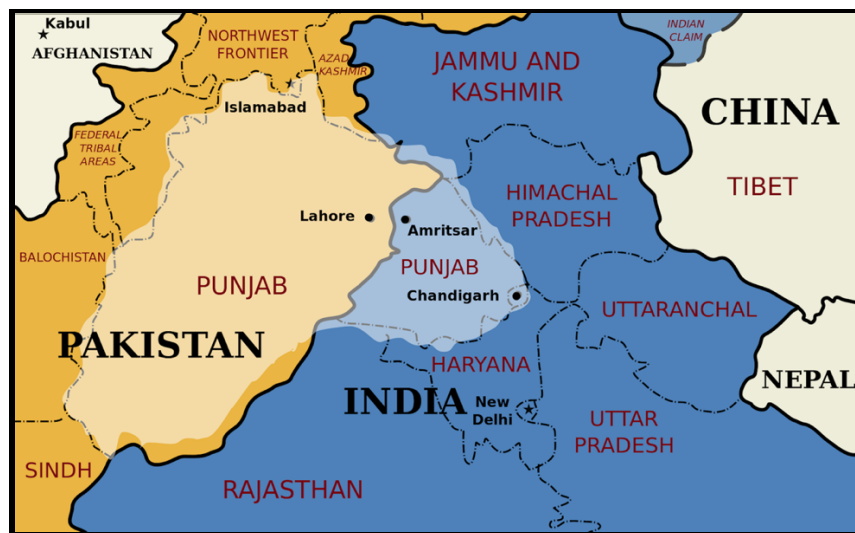 Kabul
AFGHANISTAN
NORTHWEST
FRONTIER
AZAD
KASHMIR
INDIAN
CLAIM
JAMMU AND
KASHMIR
Islamabad
CHINA
FEDERAL
TRIBAL
AREAS
TIBET
HIMACHAL
PRADESH
Lahore
Amritsar
BALOCHISTAN
PUNJAB
PUNJAB
Chandigarh
UTTARANCHAL
PAKISTAN
HARYANA
NEPAL
INDIA
New
Delhi
UTTAR
PRADESH
SINDH
RAJASTHAN